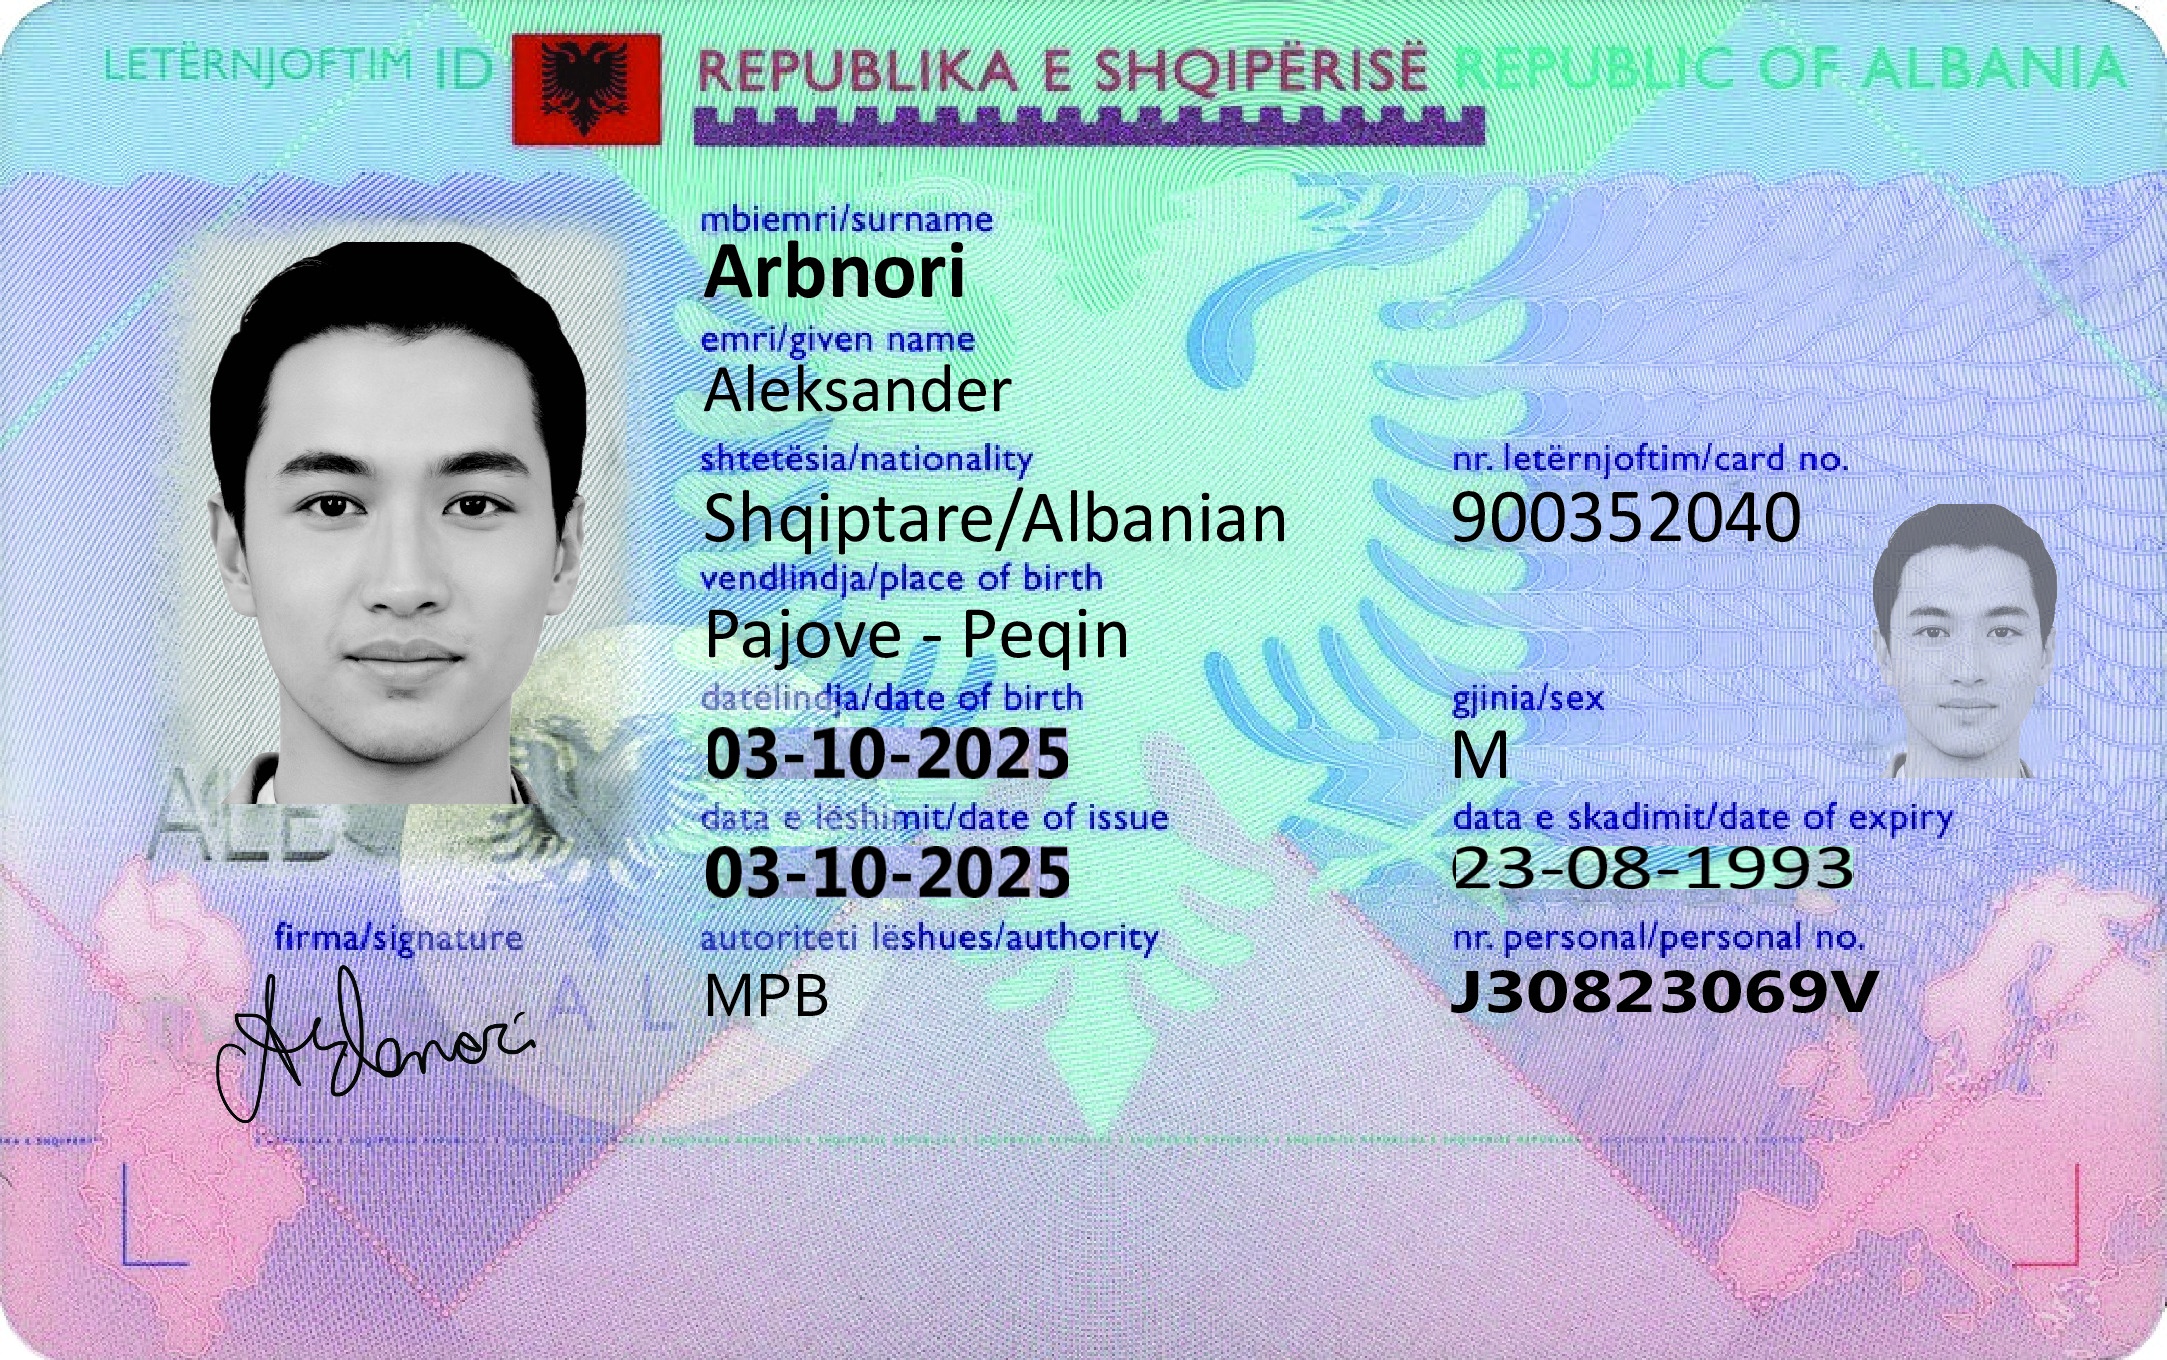 LETËRNJOFTIM ID REPUBLIKA E SHQIPËRISË REPUBLIC OF ALBANIA
mbiemri/surname
Arbnori
emri/given name
Aleksander
shtetësia/nationality
Shqiptare/Albanian
nr. letërnjoftim/card no.
900352040
vendlindja/place of birth
Pajove - Peqin
datëlindja/date of birth
03-10-2025
gjinia/sex
M
data e lëshimit/date of issue
03-10-2025
data e skadimit/date of expiry
23-08-1993
autoriteti lëshues/authority
MPB
nr. personal/personal no.
J30823069V
ALB
firma/signature
Arbnori
A L